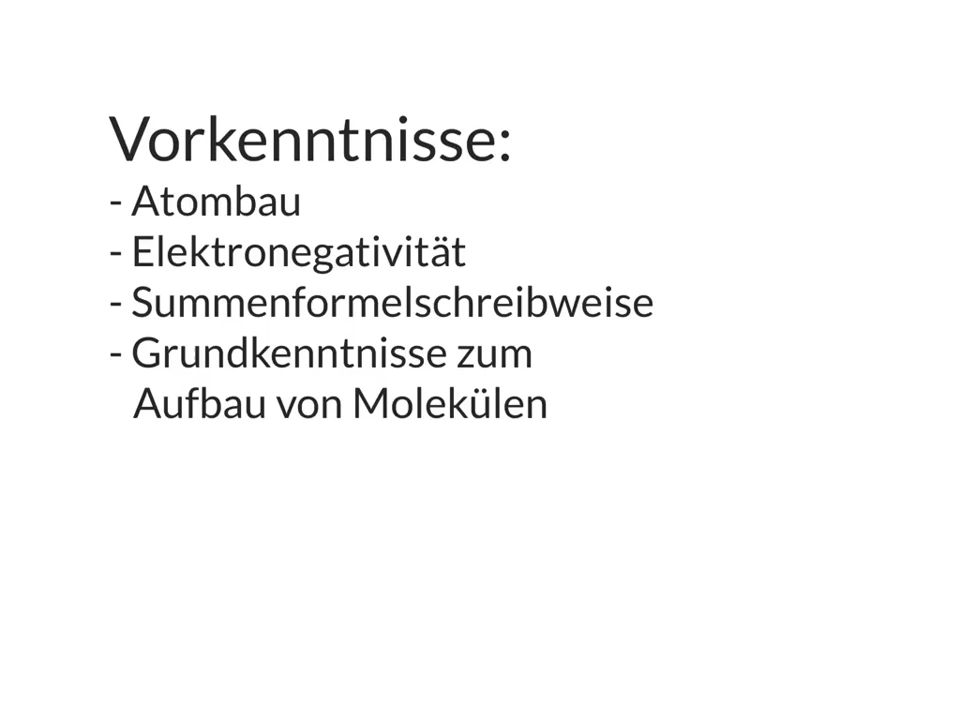 Vorkenntnisse:
- Atombau
- Elektronegativität
- Summenformelschreibweise
- Grundkenntnisse zum
Aufbau von Molekülen